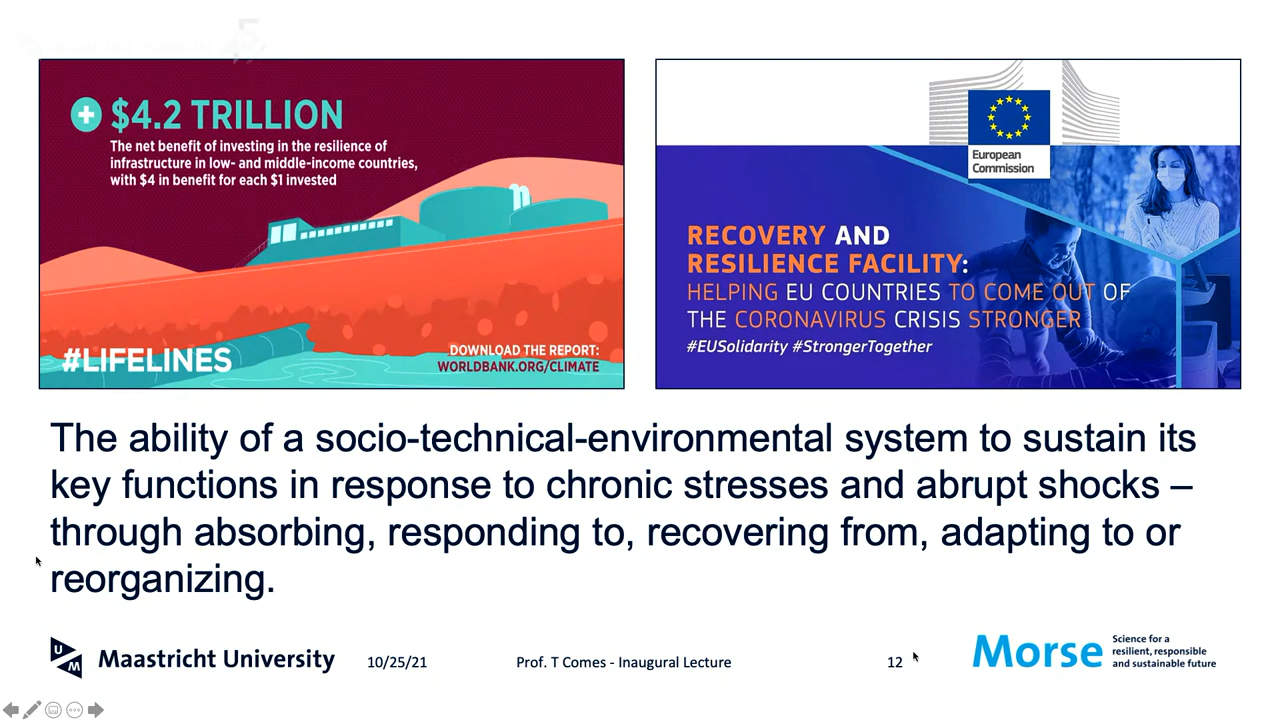 $4.2 TRILLION
The net benefit of investing in the resilience of
infrastructure in low- and middle-income countries,
with $4 in benefit for each $1 invested
#LIFELINES
DOWNLOAD THE REPORT:
WORLDBANK.ORG/CLIMATE
European
Commission
RECOVERY AND
RESILIENCE FACILITY:
HELPING EU COUNTRIES TO COME OUT OF
THE CORONAVIRUS CRISIS STRONGER
#EUSolidarity #StrongerTogether
The ability of a socio-technical-environmental system to sustain its
key functions in response to chronic stresses and abrupt shocks –
through absorbing, responding to, recovering from, adapting to or
reorganizing.
UM Maastricht University
10/25/21
Prof. T Comes - Inaugural Lecture
12
Morse
Science for a
resilient, responsible
and sustainable future